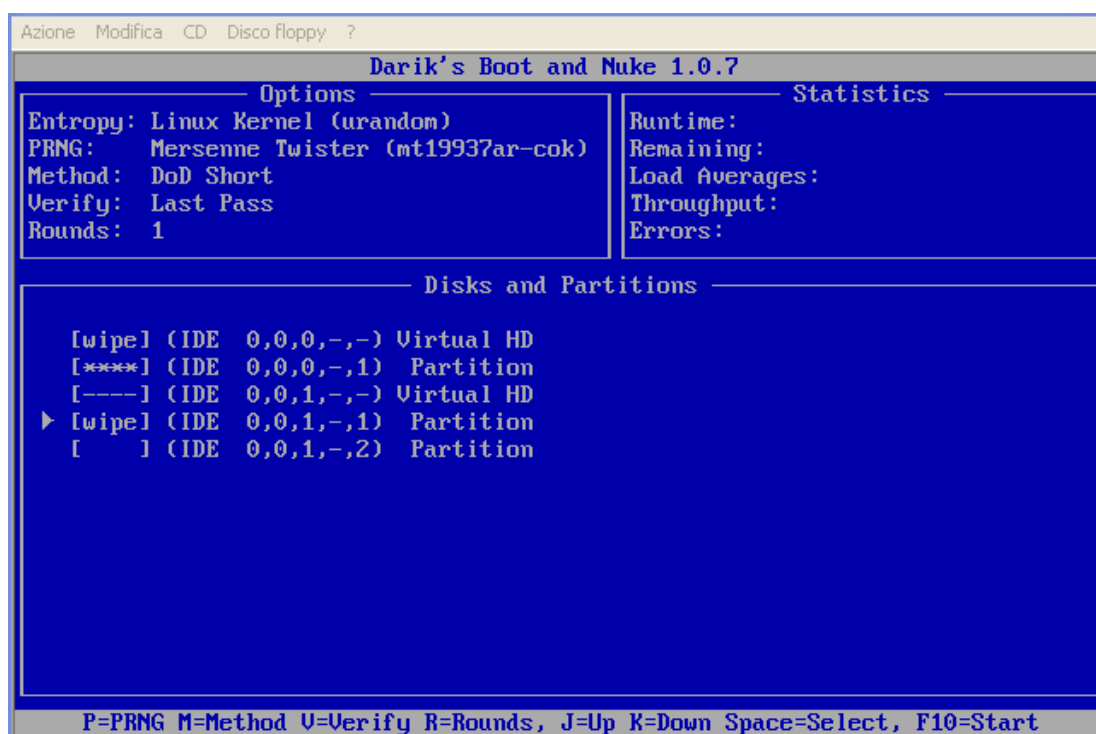 Azione Modifica CD Disco floppy ?
Darik's Boot and Nuke 1.0.7
Options
Entropy: Linux Kernel (urandom)
PRNG: Mersenne Twister (mt19937ar-cok)
Method: DoD Short
Verify: Last Pass
Rounds: 1
Statistics
Runtime:
Remaining:
Load Averages:
Throughput:
Errors:
Disks and Partitions
[wipe] (IDE 0,0,0,-,-) Virtual HD
[****] (IDE 0,0,0,-,1) Partition
[----] (IDE 0,0,1,-,-) Virtual HD
▶ [wipe] (IDE 0,0,1,-,1) Partition
[    ] (IDE 0,0,1,-,2) Partition
P=PRNG M=Method V=Verify R=Rounds, J=Up K=Down Space=Select, F10=Start